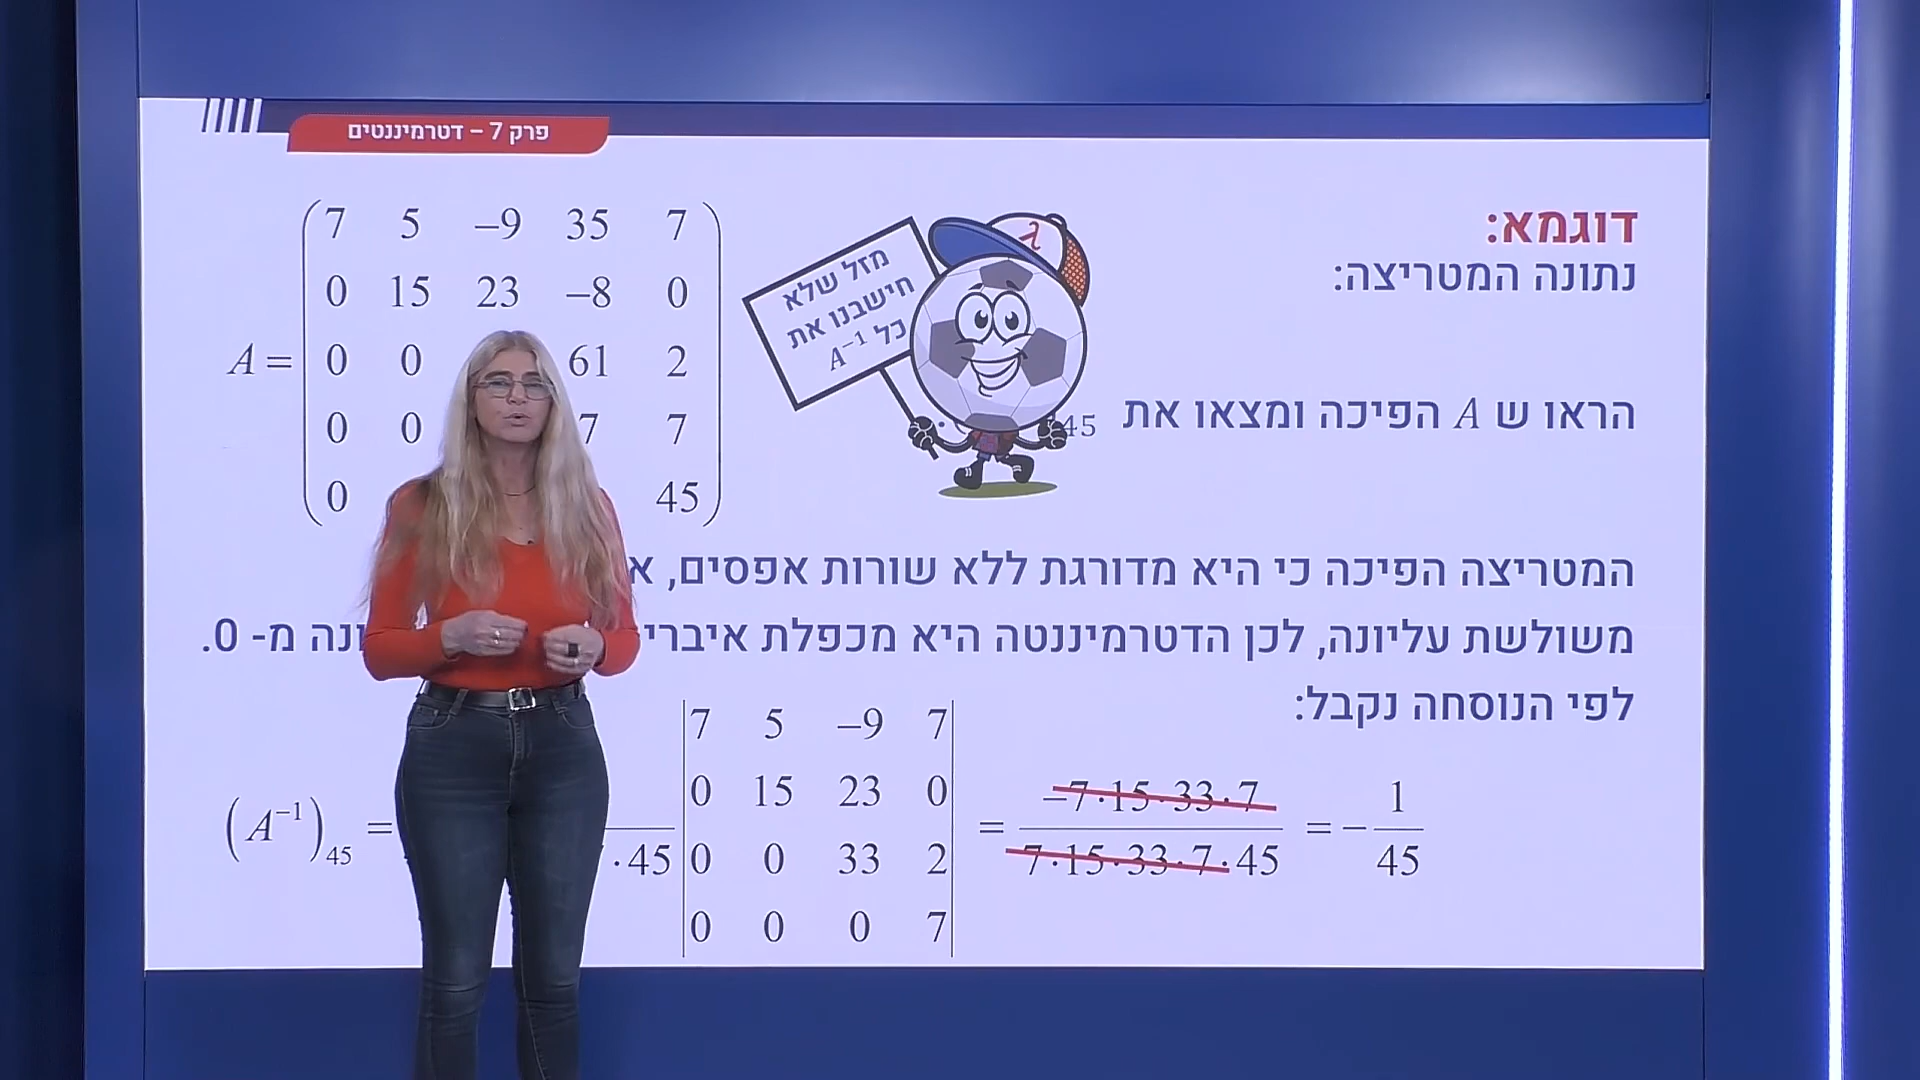 פרק 7 – דטרמיננטים
דוגמא:
נתונה המטריצה:
A = ( 7 5 –9 35 7
0 15 23 –8 0
0 0 61 2
0 0 7 7
0 45 )
מזל שלא
חישבנו את
כל A⁻¹
λ
הראו ש A הפיכה ומצאו את 45
המטריצה הפיכה כי היא מדורגת ללא שורות אפסים,
משולשת עליונה, לכן הדטרמיננטה היא מכפלת מ- 0.
לפי הנוסחה נקבל:
(A⁻¹)₄₅ = · 45 | 7 5 –9 7
0 15 23 0
0 0 33 2
0 0 0 7 | = –7·15·33·7 / 7·15·33·7·45 = – 1/45